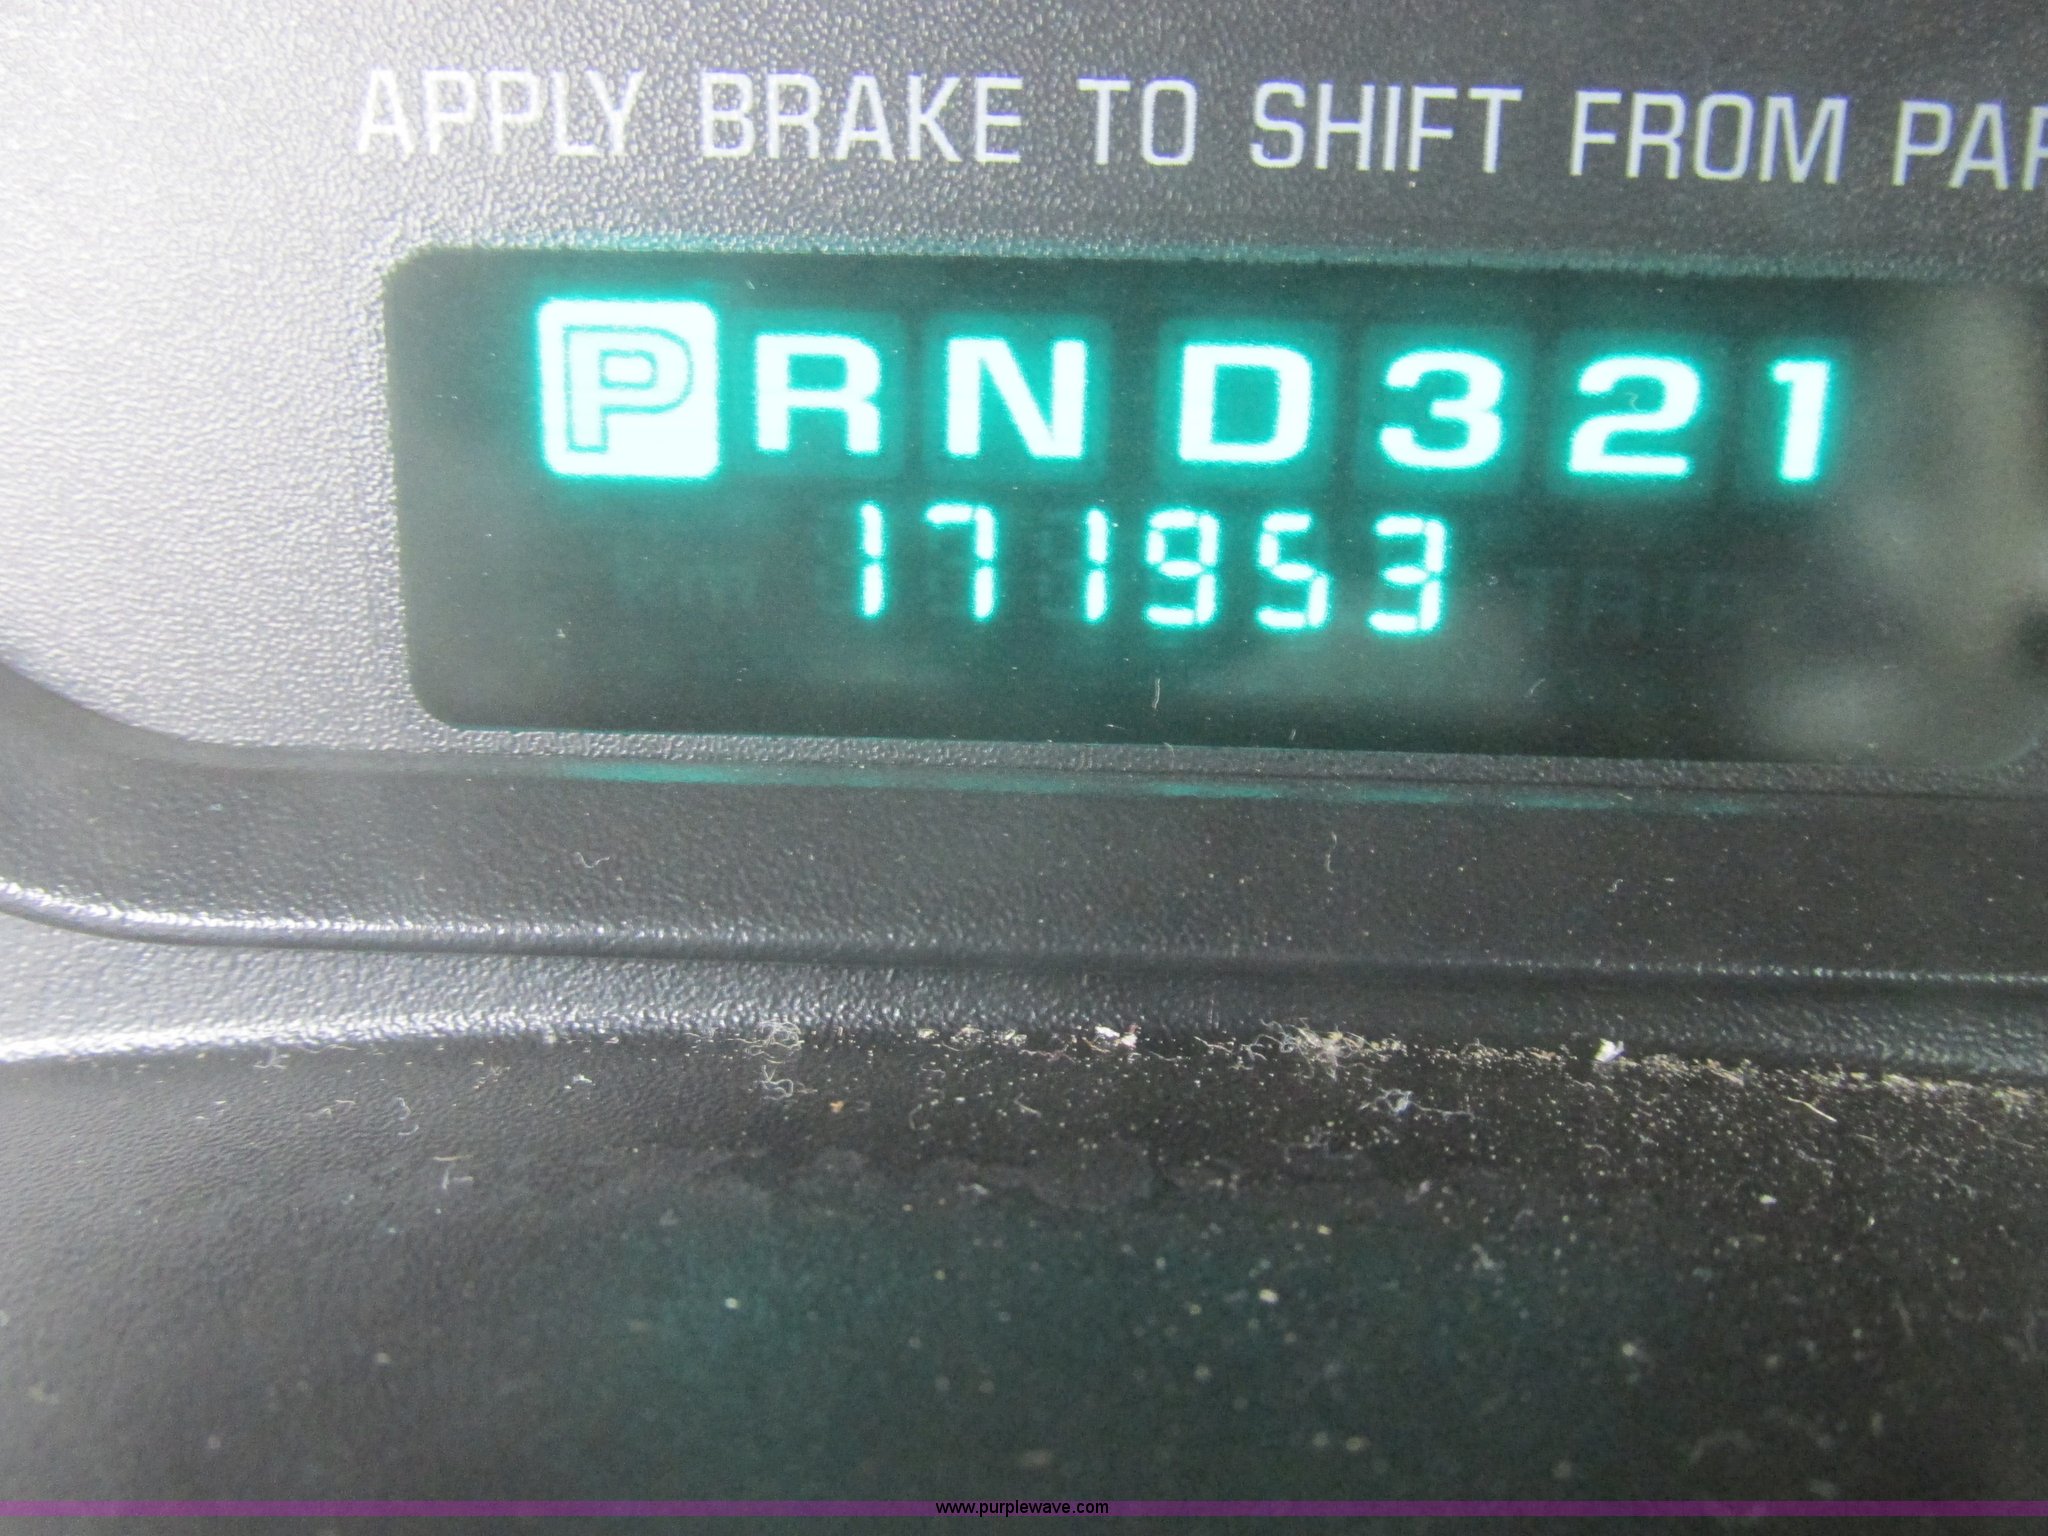 APPLY BRAKE TO SHIFT FROM PAR
PRND321
171953
www.purplewave.com